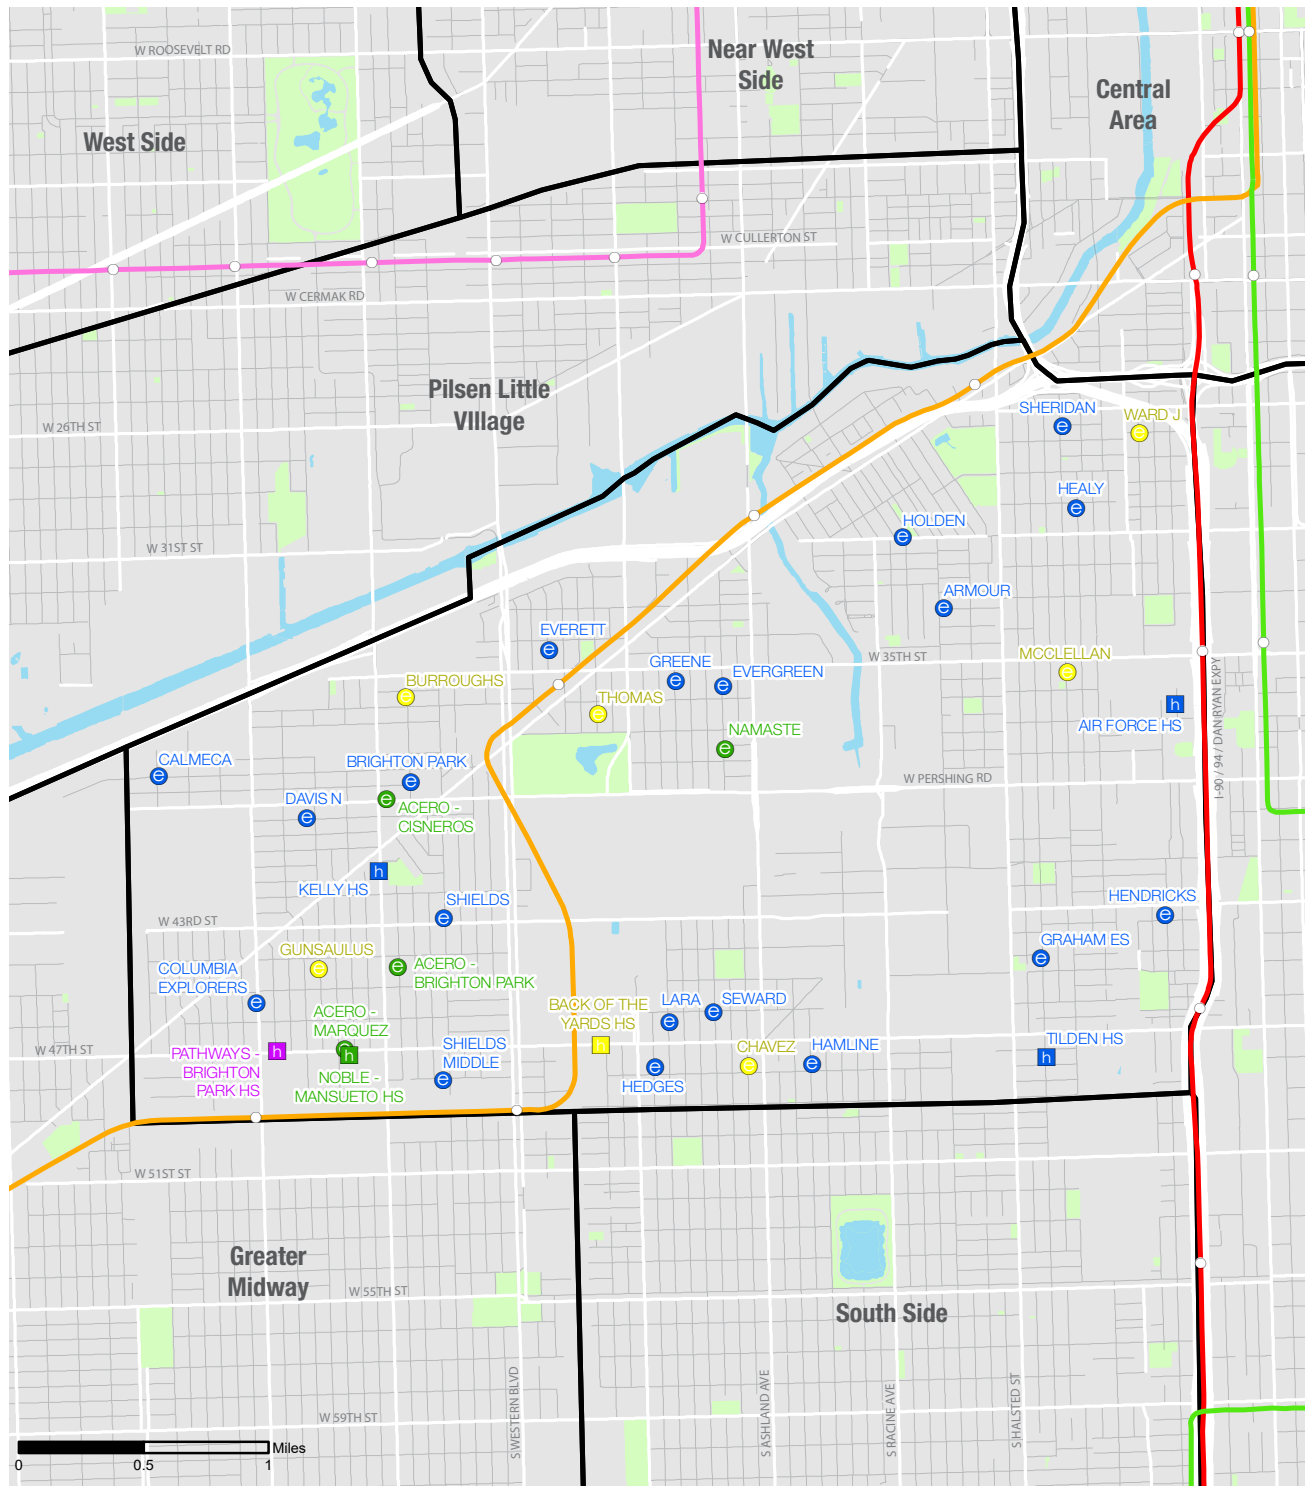 W ROOSEVELT RD
Near West
Side
Central
Area
West Side
W CULLERTON ST
W CERMAK RD
Pilsen Little
VIllage
W 26TH ST
SHERIDAN
WARD J
e
e
HEALY
e
HOLDEN
e
W 31ST ST
ARMOUR
e
EVERETT
e
GREENE
e
EVERGREEN
e
W 35TH ST
MCCLELLAN
e
BURROUGHS
e
THOMAS
e
NAMASTE
e
h
AIR FORCE HS
I-90 / 94 / DAN RYAN EXPY
CALMECA
e
BRIGHTON PARK
e
W PERSHING RD
DAVIS N
e
e
ACERO -
CISNEROS
h
KELLY HS
SHIELDS
e
HENDRICKS
e
W 43RD ST
GUNSAULUS
e
e
ACERO -
BRIGHTON PARK
GRAHAM ES
e
COLUMBIA
EXPLORERS
e
BACK OF THE
YARDS HS
h
LARA
e
SEWARD
e
ACERO -
MARQUEZ
e
h
NOBLE -
MANSUETO HS
W 47TH ST
PATHWAYS -
BRIGHTON
PARK HS
h
SHIELDS
MIDDLE
e
HEDGES
e
CHAVEZ
e
HAMLINE
e
TILDEN HS
h
W 51ST ST
Greater
Midway
W 55TH ST
South Side
S WESTERN BLVD
S ASHLAND AVE
S RACINE AVE
S HALSTED ST
W 59TH ST
Miles
0
0.5
1